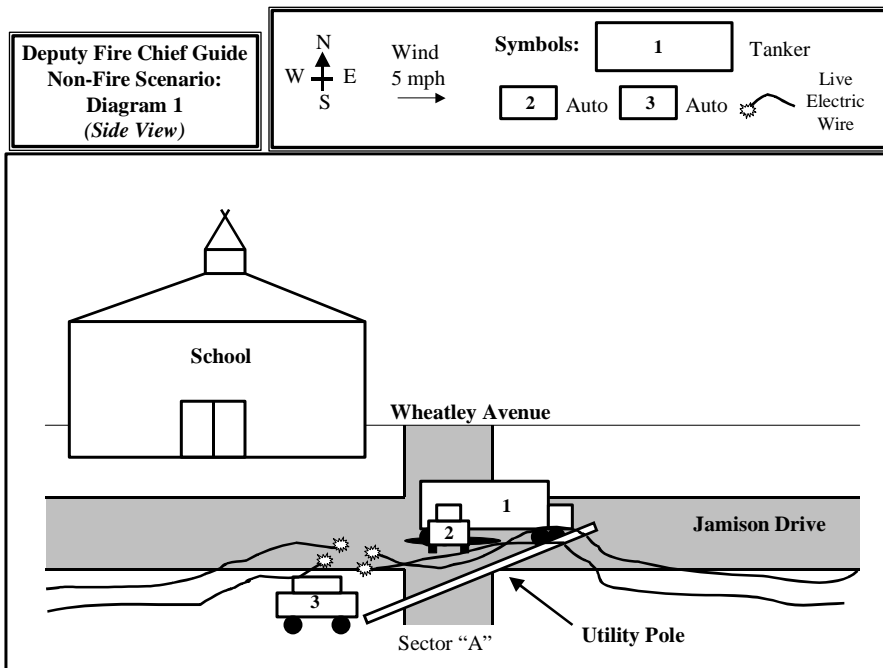 Deputy Fire Chief Guide
Non-Fire Scenario:
Diagram 1
(Side View)
N
W E
S
Wind
5 mph
Symbols:
1
Tanker
2
Auto
3
Auto
Live
Electric
Wire
School
Wheatley Avenue
1
2
Jamison Drive
3
Sector “A”
Utility Pole